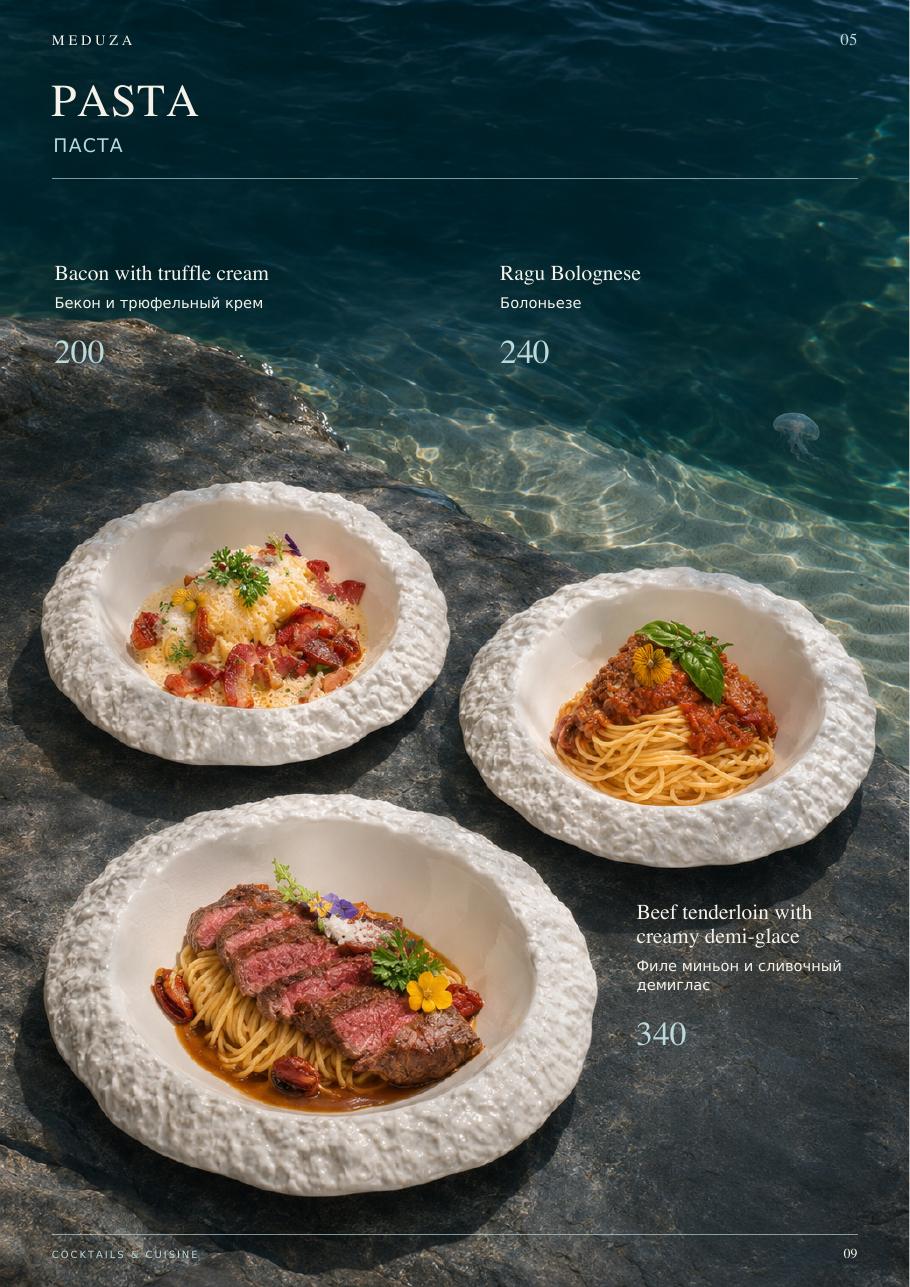 MEDUZA
05
PASTA
ПАСТА
Bacon with truffle cream
Бекон и трюфельный крем
200
Ragu Bolognese
Болоньезе
240
Beef tenderloin with
creamy demi-glace
Филе миньон и сливочный
демиглас
340
COCKTAILS & CUISINE
09